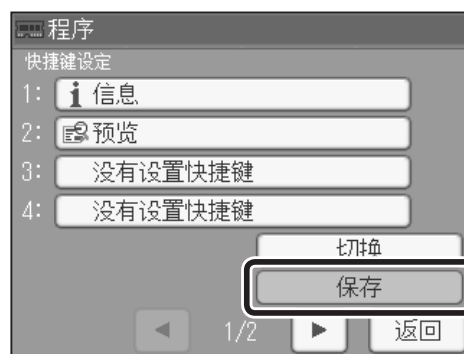 程序
快捷键设定
1: i 信息
2: 预览
3: 没有设置快捷键
4: 没有设置快捷键
切换
保存
1/2
返回